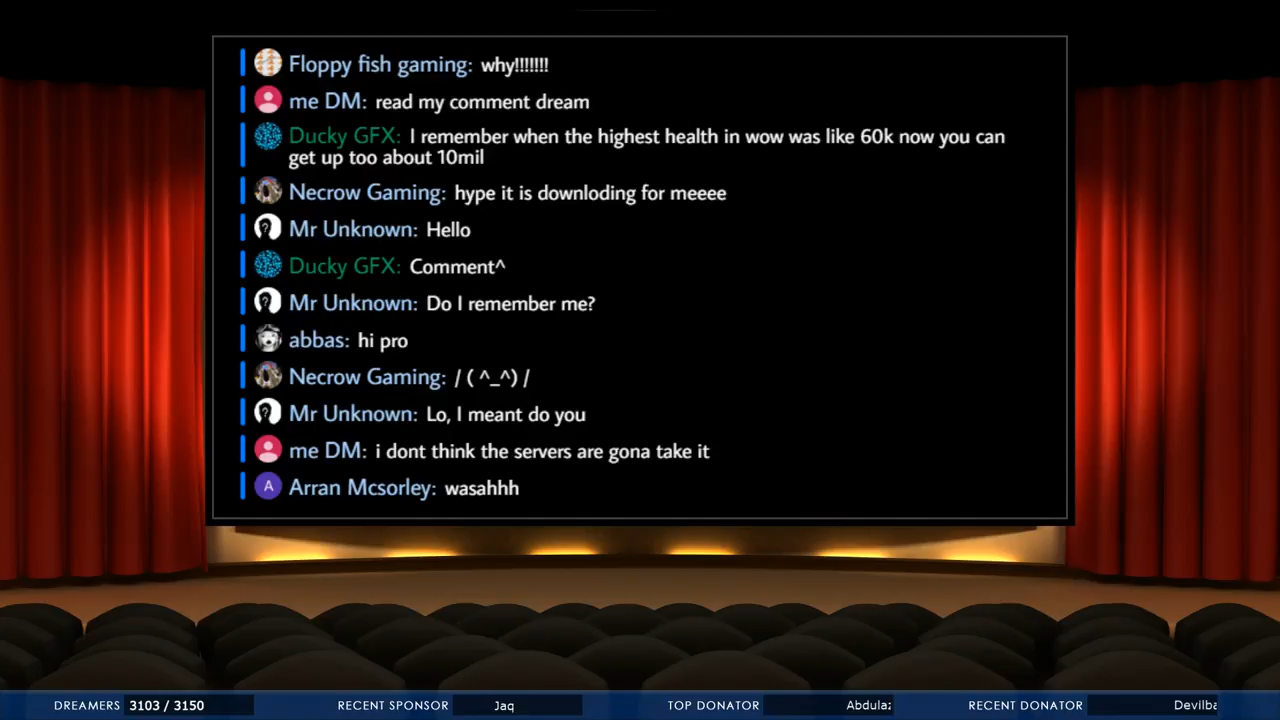 Floppy fish gaming: why!!!!!!!
me DM: read my comment dream
Ducky GFX: I remember when the highest health in wow was like 60k now you can
get up too about 10mil
Necrow Gaming: hype it is downloding for meeee
Mr Unknown: Hello
Ducky GFX: Comment^
Mr Unknown: Do I remember me?
abbas: hi pro
Necrow Gaming: / ( ^_^) /
Mr Unknown: Lo, I meant do you
me DM: i dont think the servers are gona take it
A Arran Mcsorley: wasahhh
DREAMERS 3103 / 3150 RECENT SPONSOR Jaq TOP DONATOR RECENT DONATOR